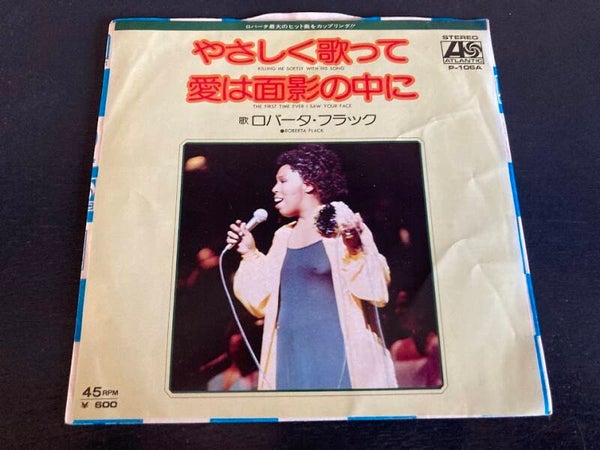 ロバータ最大のヒット曲をカップリング!!
やさしく歌って
KILLING ME SOFTLY WITH HIS SONG
愛は面影の中に
THE FIRST TIME EVER I SAW YOUR FACE
歌 ロバータ・フラック
●ROBERTA FLACK
STEREO
ATLANTIC
P-106A
45 RPM
¥ 600